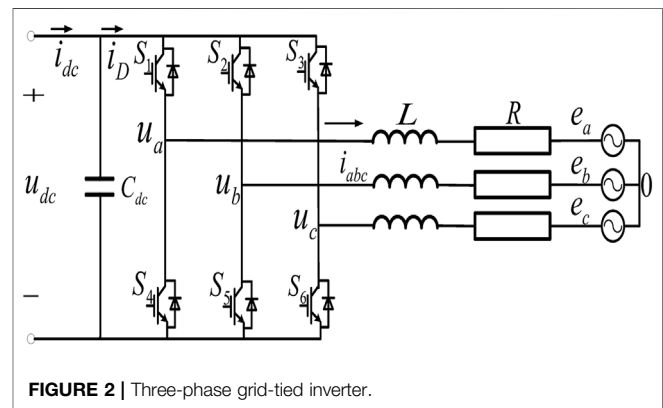 i_dc i_D S_1 S_2 S_3
+
u_dc C_dc
−
u_a u_b u_c
i_abc
L R
e_a
e_b
e_c
0
S_4 S_5 S_6
FIGURE 2 | Three-phase grid-tied inverter.